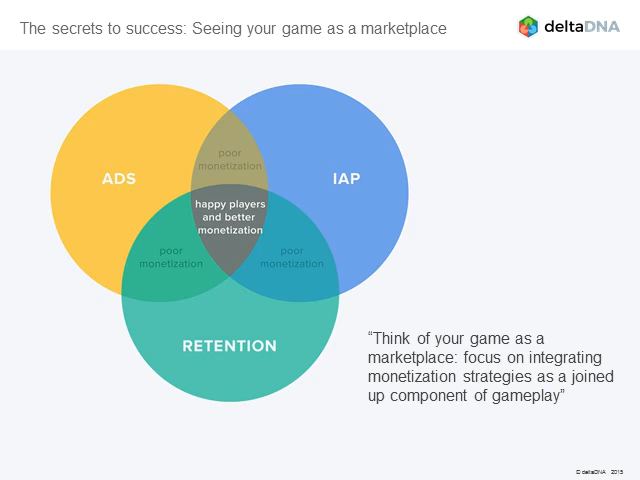 The secrets to success: Seeing your game as a marketplace
deltaDNA
poor
monetization
ADS
IAP
happy players
and better
monetization
poor
monetization
poor
monetization
RETENTION
“Think of your game as a
marketplace: focus on integrating
monetization strategies as a joined
up component of gameplay”
© deltaDNA 2015